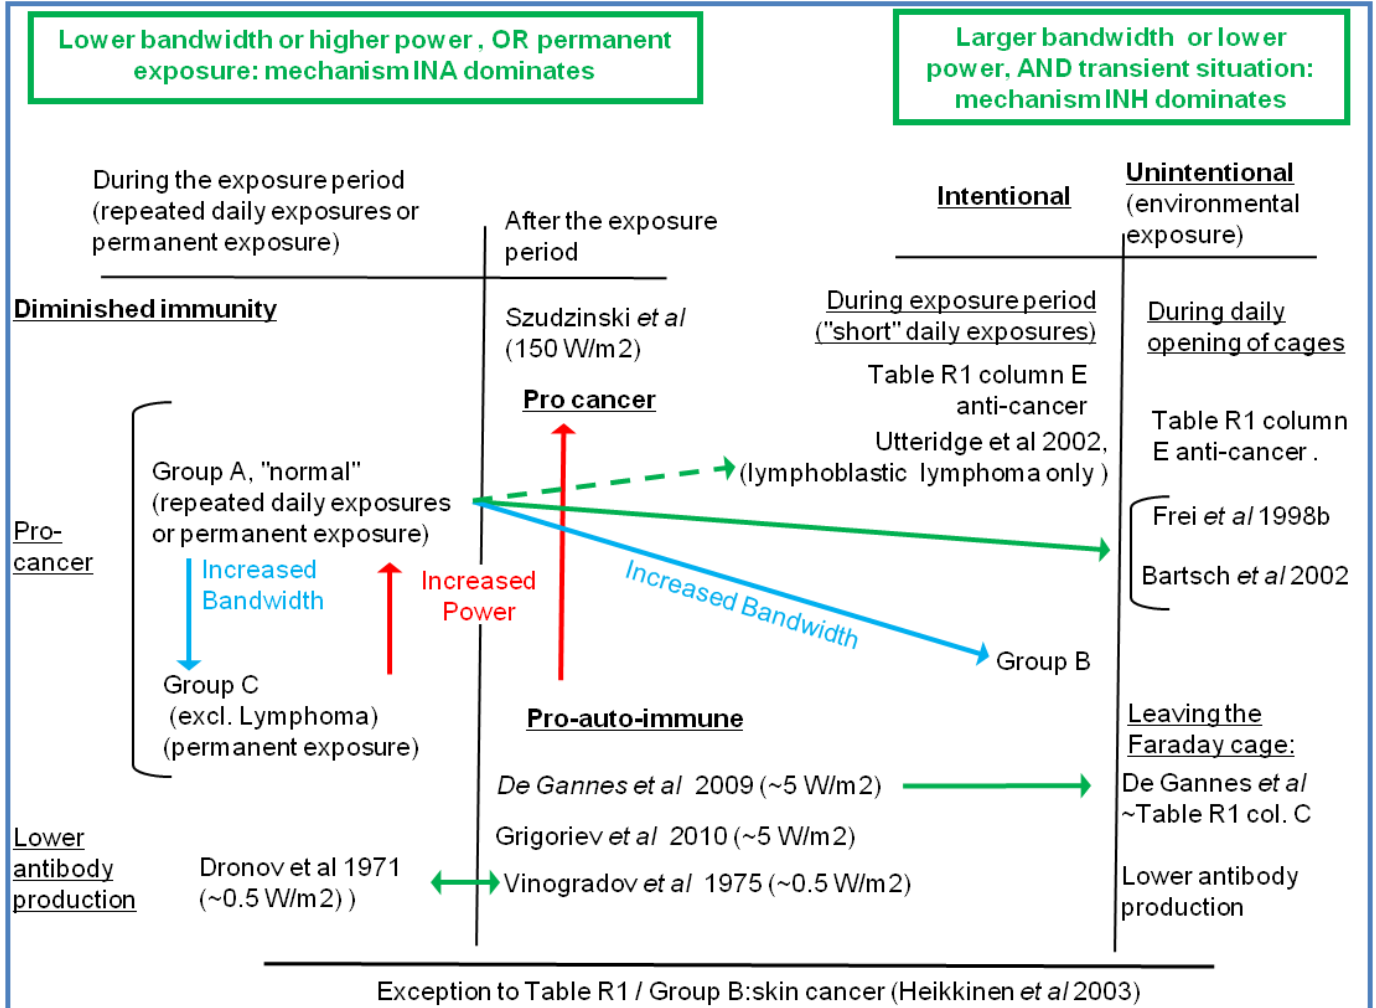 Lower bandwidth or higher power , OR permanent
exposure: mechanism INA dominates
Larger bandwidth or lower
power, AND transient situation:
mechanism INH dominates
During the exposure period
(repeated daily exposures or
permanent exposure)
After the exposure
period
Intentional
Unintentional
(environmental
exposure)
Diminished immunity
Szudzinski et al
(150 W/m2)
During exposure period
("short" daily exposures)
During daily
opening of cages
Pro cancer
Table R1 column E
anti-cancer
Utteridge et al 2002,
(lymphoblastic lymphoma only )
Table R1 column
E anti-cancer .
Pro-
cancer
Group A, "normal"
(repeated daily exposures
or permanent exposure)
Increased
Bandwidth
Increased
Power
Increased Bandwidth
Frei et al 1998b
Bartsch et al 2002
Group B
Group C
(excl. Lymphoma)
(permanent exposure)
Pro-auto-immune
Leaving the
Faraday cage:
De Gannes et al 2009 (~5 W/m2)
De Gannes et al
~Table R1 col. C
Grigoriev et al 2010 (~5 W/m2)
Lower
antibody
production
Dronov et al 1971
(~0.5 W/m2) )
Vinogradov et al 1975 (~0.5 W/m2)
Lower antibody
production
Exception to Table R1 / Group B:skin cancer (Heikkinen et al 2003)